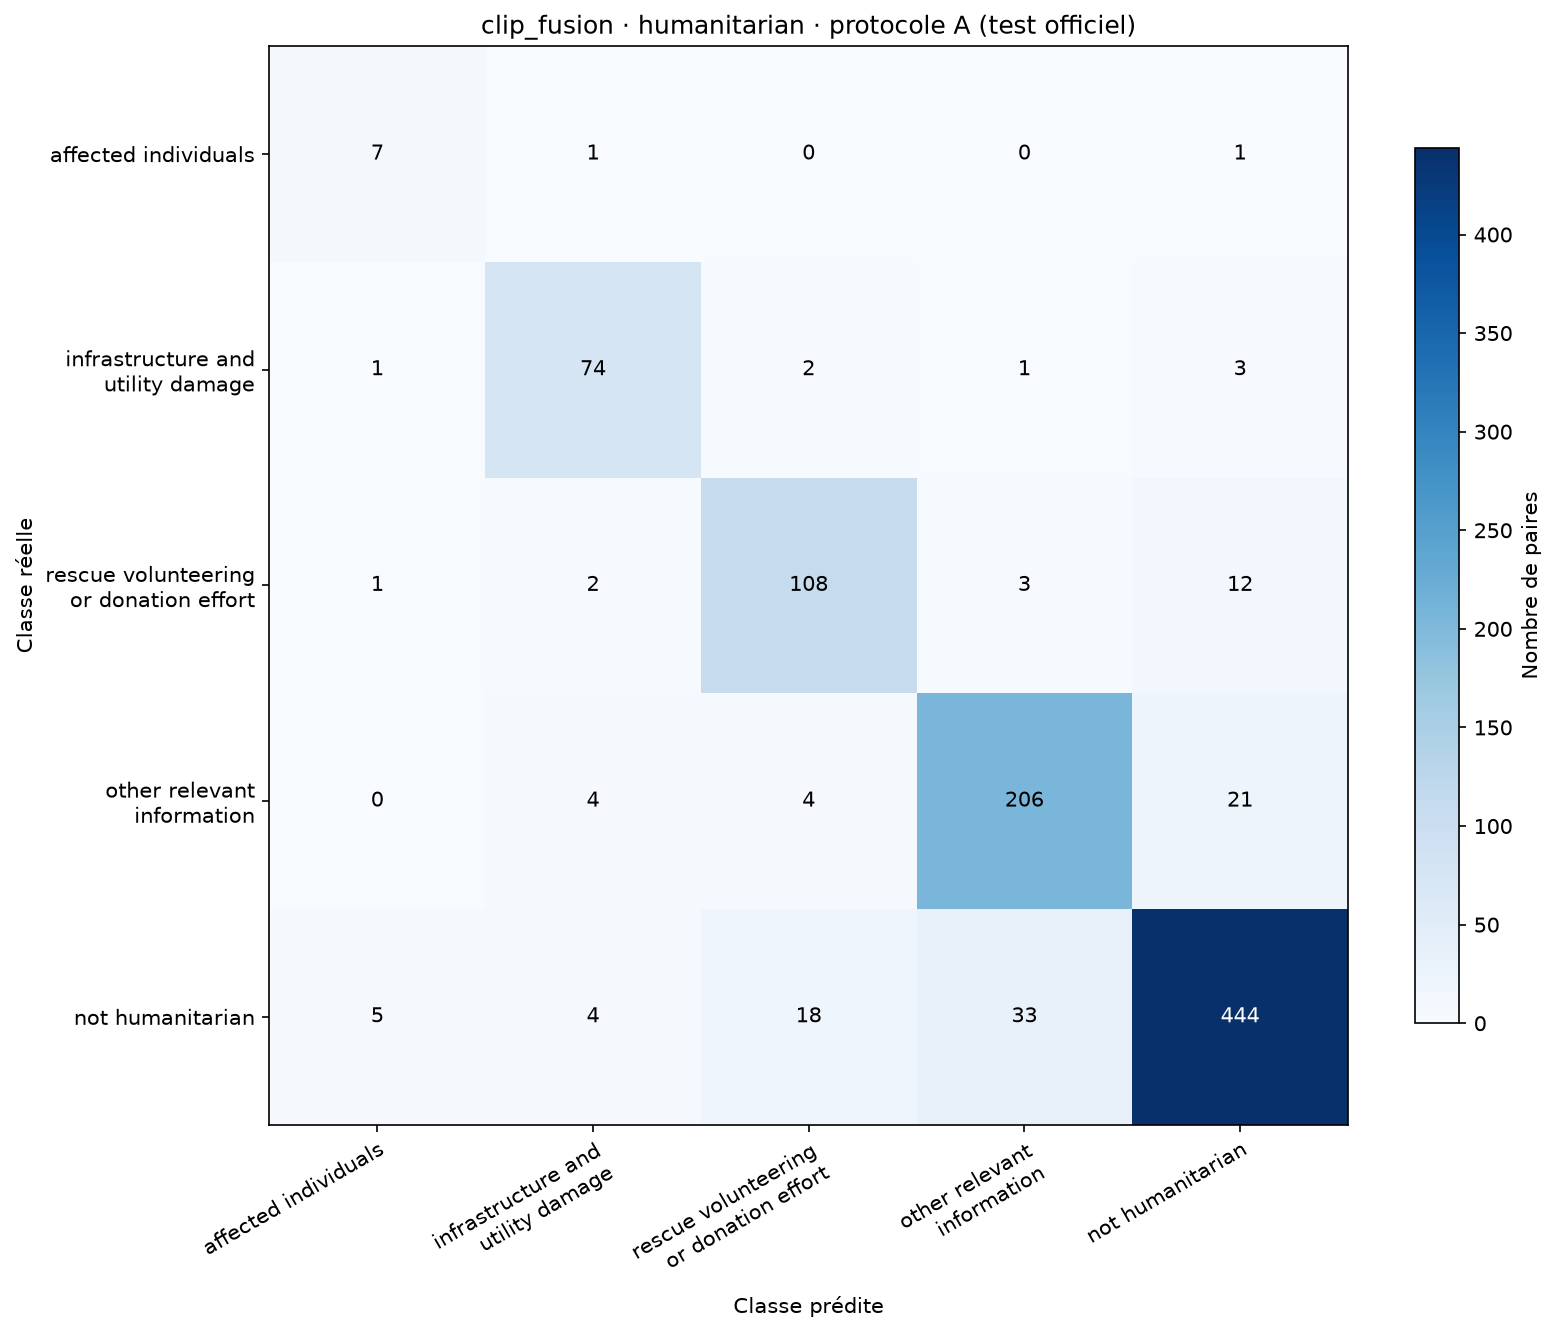 clip_fusion · humanitarian · protocole A (test officiel)
Classe réelle
affected individuals
7 1 0 0 1
infrastructure and
utility damage
1 74 2 1 3
rescue volunteering
or donation effort
1 2 108 3 12
other relevant
information
0 4 4 206 21
not humanitarian
5 4 18 33 444
affected individuals
infrastructure and
utility damage
rescue volunteering
or donation effort
other relevant
information
not humanitarian
Classe prédite
400
350
300
250
200
150
100
50
0
Nombre de paires